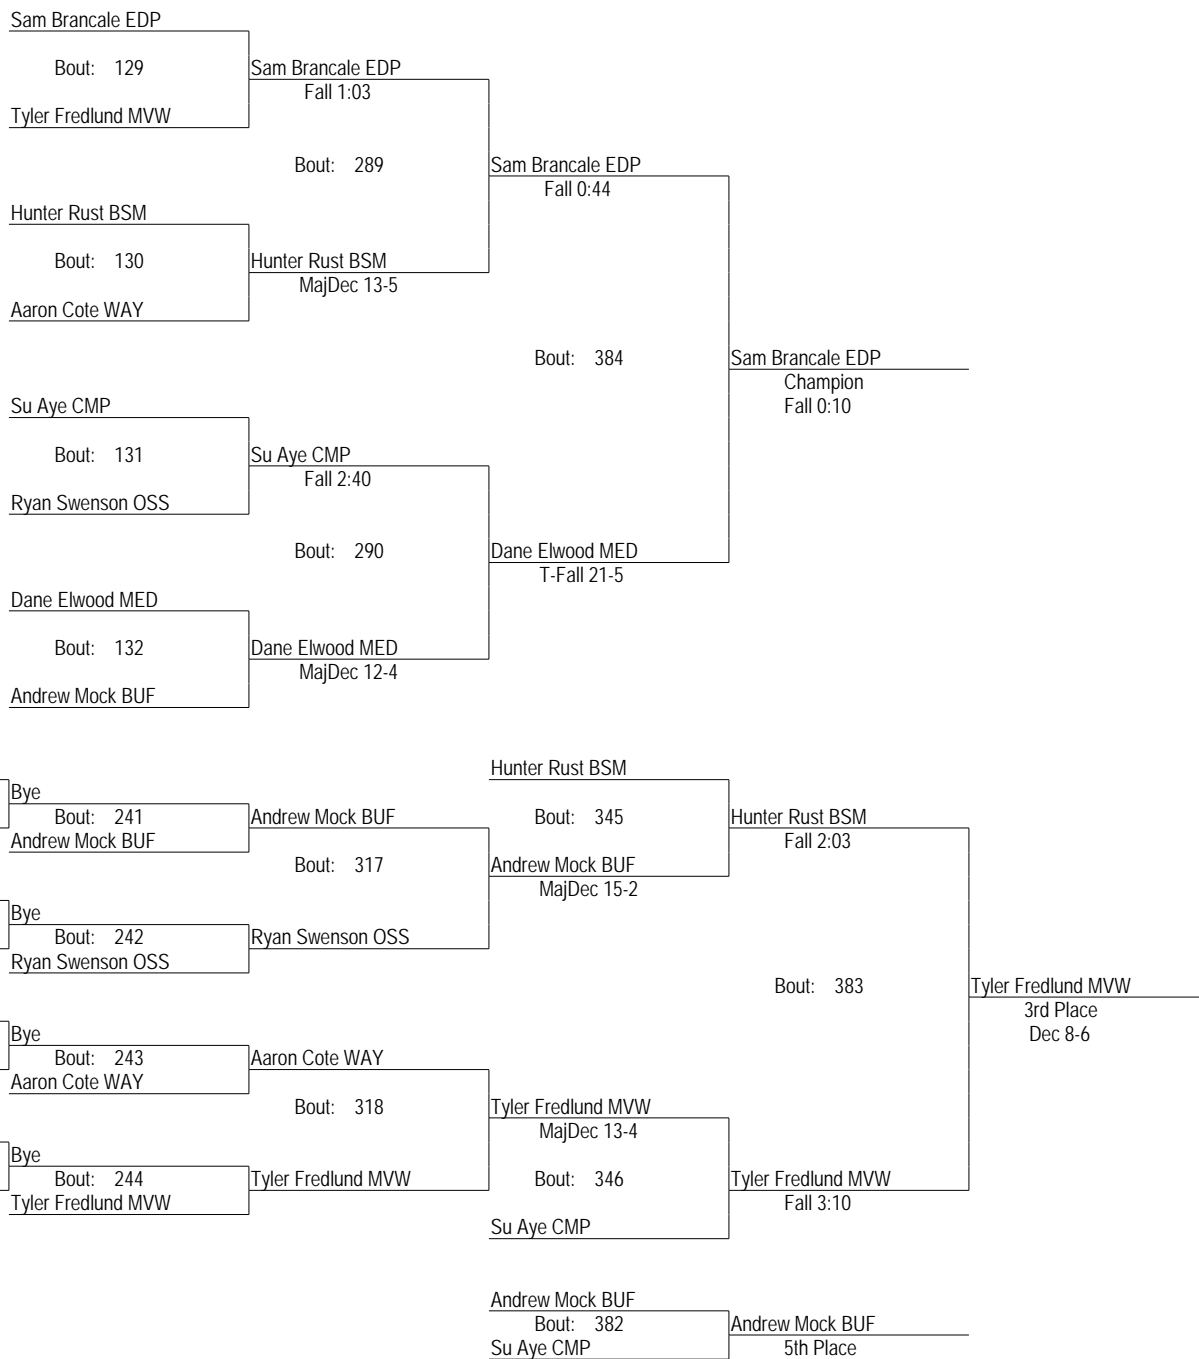 Sam Brancale EDP
Bout: 129
Sam Brancale EDP
Fall 1:03
Tyler Fredlund MVW
Bout: 289
Sam Brancale EDP
Fall 0:44
Hunter Rust BSM
Bout: 130
Hunter Rust BSM
MajDec 13-5
Aaron Cote WAY
Bout: 384
Sam Brancale EDP
Champion
Fall 0:10
Su Aye CMP
Bout: 131
Su Aye CMP
Fall 2:40
Ryan Swenson OSS
Bout: 290
Dane Elwood MED
T-Fall 21-5
Dane Elwood MED
Bout: 132
Dane Elwood MED
MajDec 12-4
Andrew Mock BUF
Hunter Rust BSM
Bye
Bout: 241
Andrew Mock BUF
Bout: 345
Hunter Rust BSM
Fall 2:03
Andrew Mock BUF
Bout: 317
Andrew Mock BUF
MajDec 15-2
Bye
Bout: 242
Ryan Swenson OSS
Ryan Swenson OSS
Bout: 383
Tyler Fredlund MVW
3rd Place
Dec 8-6
Bye
Bout: 243
Aaron Cote WAY
Aaron Cote WAY
Bout: 318
Tyler Fredlund MVW
MajDec 13-4
Bye
Bout: 244
Tyler Fredlund MVW
Bout: 346
Tyler Fredlund MVW
Fall 3:10
Tyler Fredlund MVW
Su Aye CMP
Andrew Mock BUF
Bout: 382
Andrew Mock BUF
Su Aye CMP
5th Place